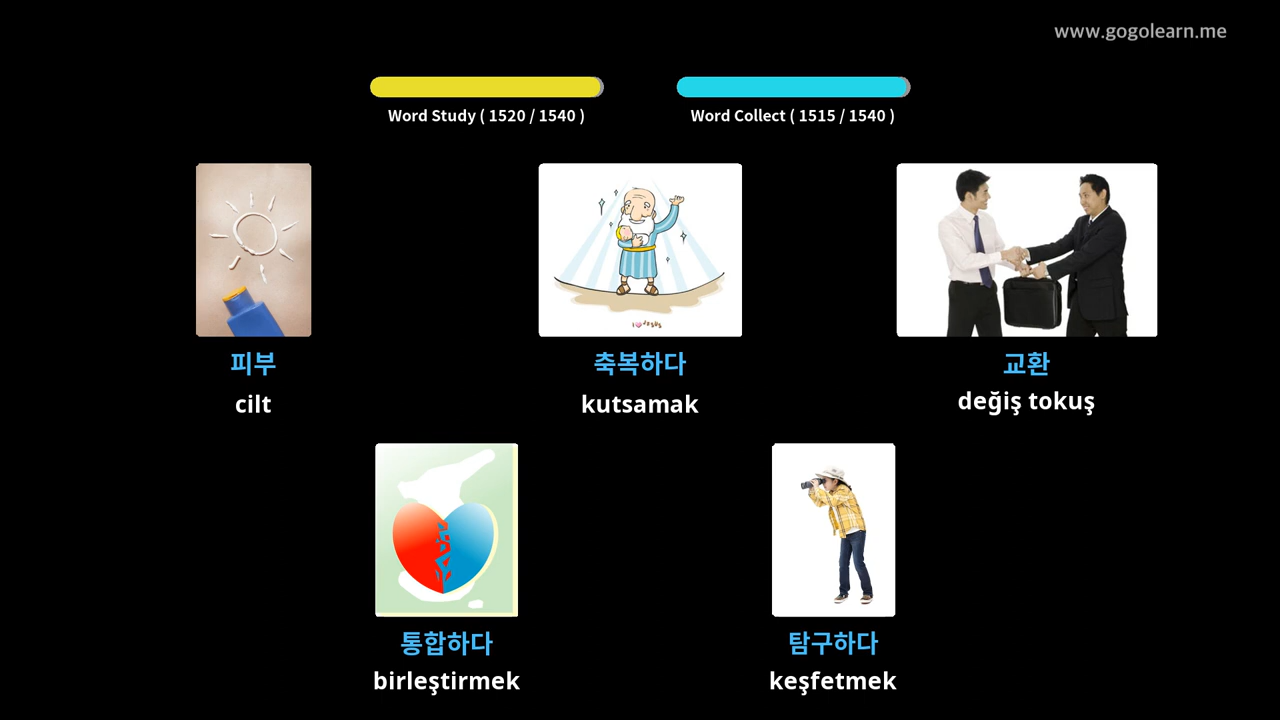 www.gogolearn.me
Word Study ( 1520 / 1540 )
Word Collect ( 1515 / 1540 )
I ♥ JESUS
피부
축복하다
교환
cilt
kutsamak
değiş tokuş
통합하다
탐구하다
birleştirmek
keşfetmek